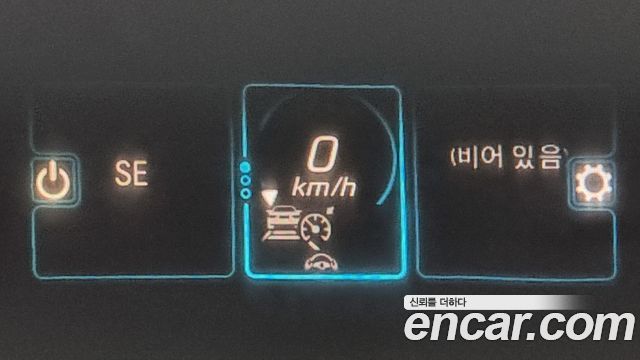 SE
0
km/h
(비어 있음)
신뢰를 더하다
encar.com